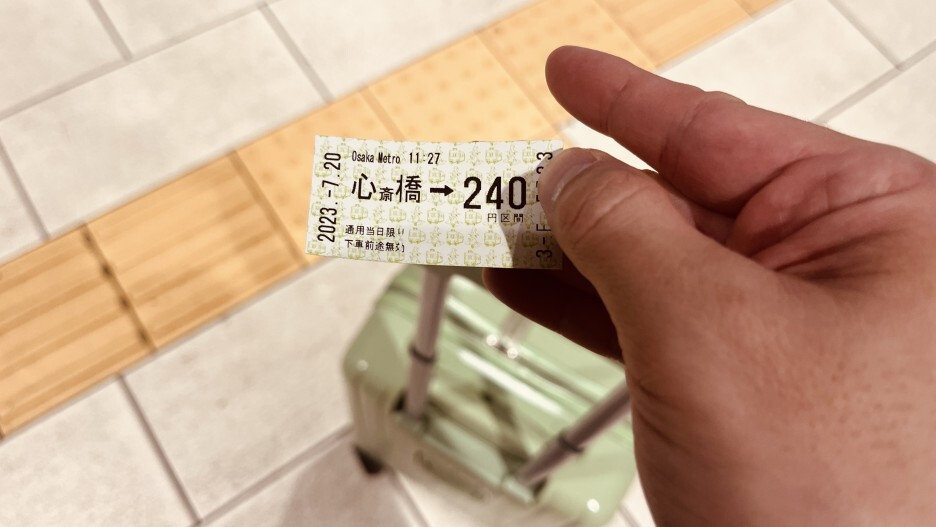 Osaka Metro 11:27
2023.-7.20
心斎橋→240
円区間
通用当日限り
下車前途無効